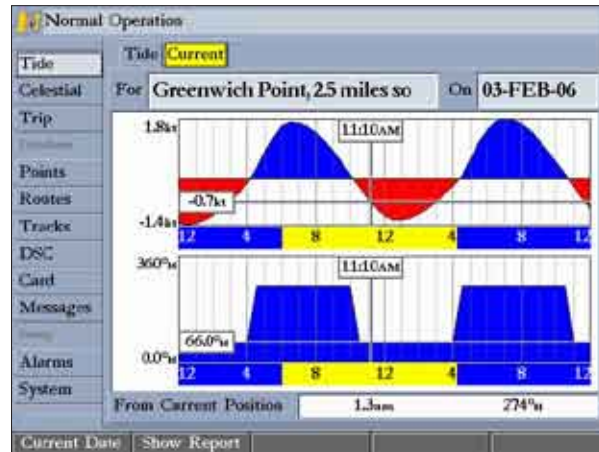 Normal Operation
Tide Current
Tide
Celestial
Trip
Points
Routes
Tracks
DSC
Card
Messages
Alarms
System
For Greenwich Point, 2.5 miles so On 03-FEB-06
1.8kt
11:10AM
-0.7kt
-1.4kt
12 4 8 12 4 8 12
360°M
11:10AM
66.0°M
0.0°M
12 4 8 12 4 8 12
From Current Position 1.3nm 274°M
Current Date Show Report